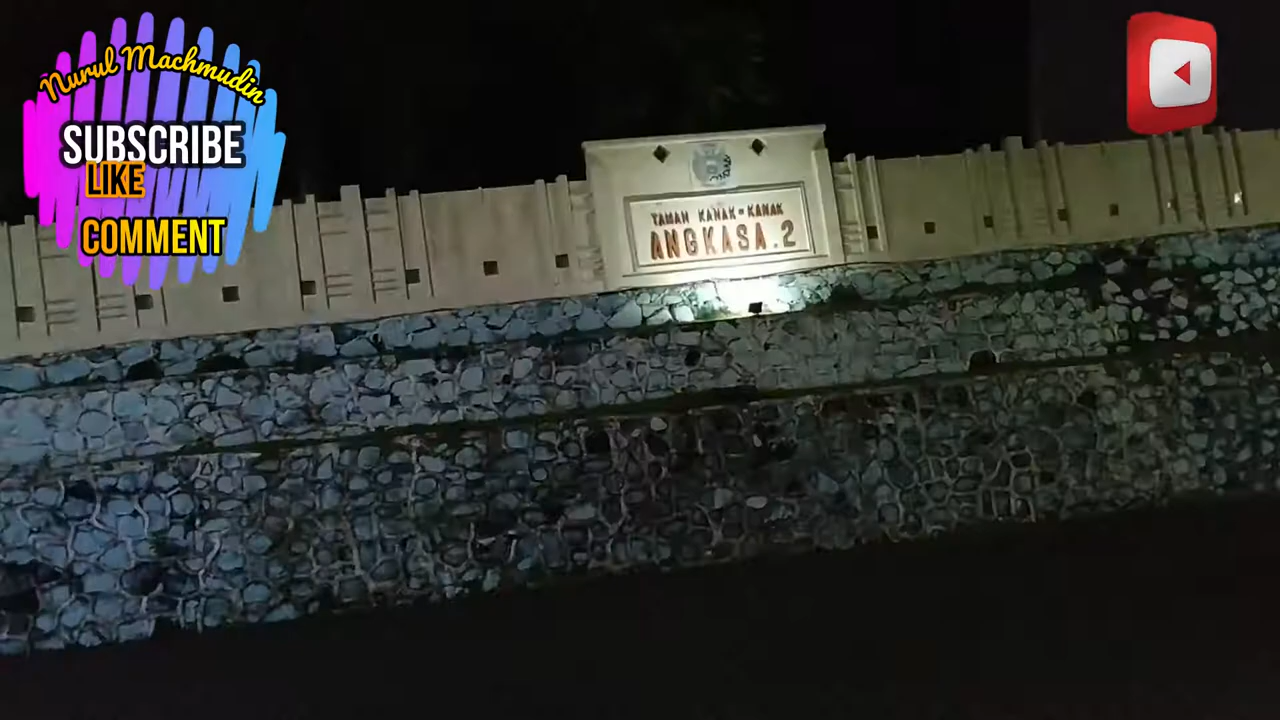 Nurul Machmudin
SUBSCRIBE
LIKE
COMMENT
TAMAN KANAK-KANAK
ANGKASA.2